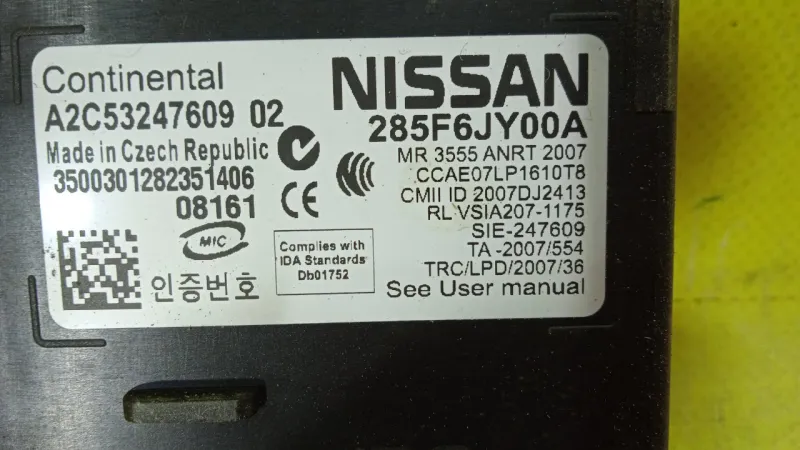 Continental
NISSAN
A2C53247609 02
285F6JY00A
Made in Czech Republic
MR 3555 ANRT 2007
3500301282351406
CCAE07LP1610T8
CMII ID 2007DJ2413
08161
CE
RL VSIA207-1175
SIE-247609
MIC
Complies with
IDA Standards
Db01752
TA-2007/554
TRC/LPD/2007/36
인증번호
See User manual